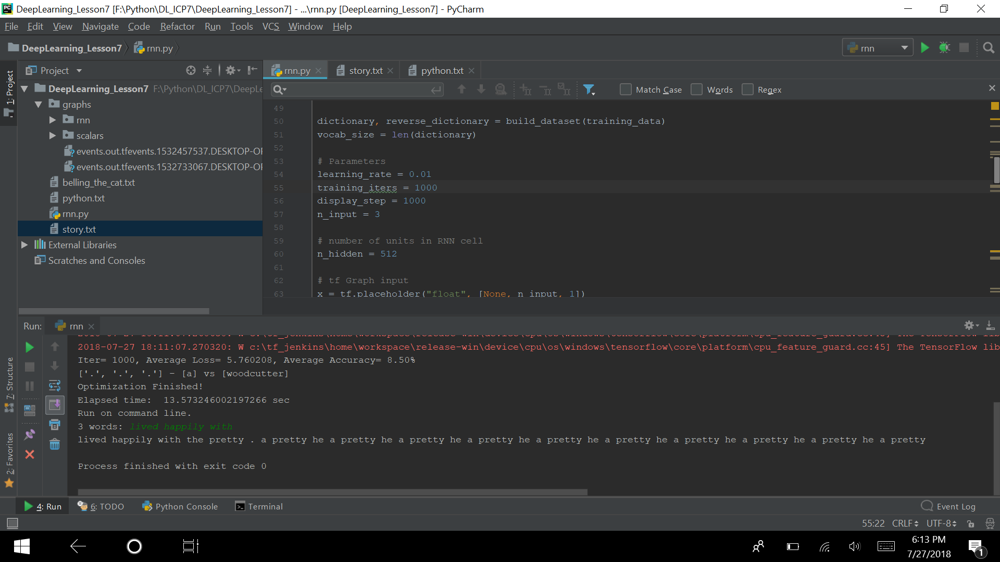 DeepLearning_Lesson7 [F:\Python\DL_ICP7\DeepLearning_Lesson7] - ...\rnn.py [DeepLearning_Lesson7] - PyCharm
File Edit View Navigate Code Refactor Run Tools VCS Window Help
DeepLearning_Lesson7 rnn.py rnn
Project rnn.py story.txt python.txt
Match Case Words Regex
1: Project
DeepLearning_Lesson7 F:\Python\DL_ICP7\DeepLe
graphs
rnn
scalars
events.out.tfevents.1532457537.DESKTOP-OF
events.out.tfevents.1532733067.DESKTOP-OF
belling_the_cat.txt
python.txt
rnn.py
story.txt
External Libraries
Scratches and Consoles
49
50 dictionary, reverse_dictionary = build_dataset(training_data)
51 vocab_size = len(dictionary)
52
53 # Parameters
54 learning_rate = 0.01
55 training_iters = 1000
56 display_step = 1000
57 n_input = 3
58
59 # number of units in RNN cell
60 n_hidden = 512
61
62 # tf Graph input
63 x = tf.placeholder("float", [None, n_input, 1])
Run: rnn
2018-07-27 18:11:07.270320: W c:\tf_jenkins\home\workspace\release-win\device\cpu\os\windows\tensorflow\core\platform\cpu_feature_guard.cc:45] The TensorFlow lib
Iter= 1000, Average Loss= 5.760208, Average Accuracy= 8.50%
['.', '.', '.'] - [a] vs [woodcutter]
Optimization Finished!
Elapsed time:  13.573246002197266 sec
Run on command line.
3 words: lived happily with
lived happily with the pretty . a pretty he a pretty he a pretty he a pretty he a pretty he a pretty he a pretty he a pretty he a pretty he a pretty
Process finished with exit code 0
7: Structure
2: Favorites
4: Run 6: TODO Python Console Terminal Event Log
55:22 CRLF UTF-8
6:13 PM
7/27/2018
1